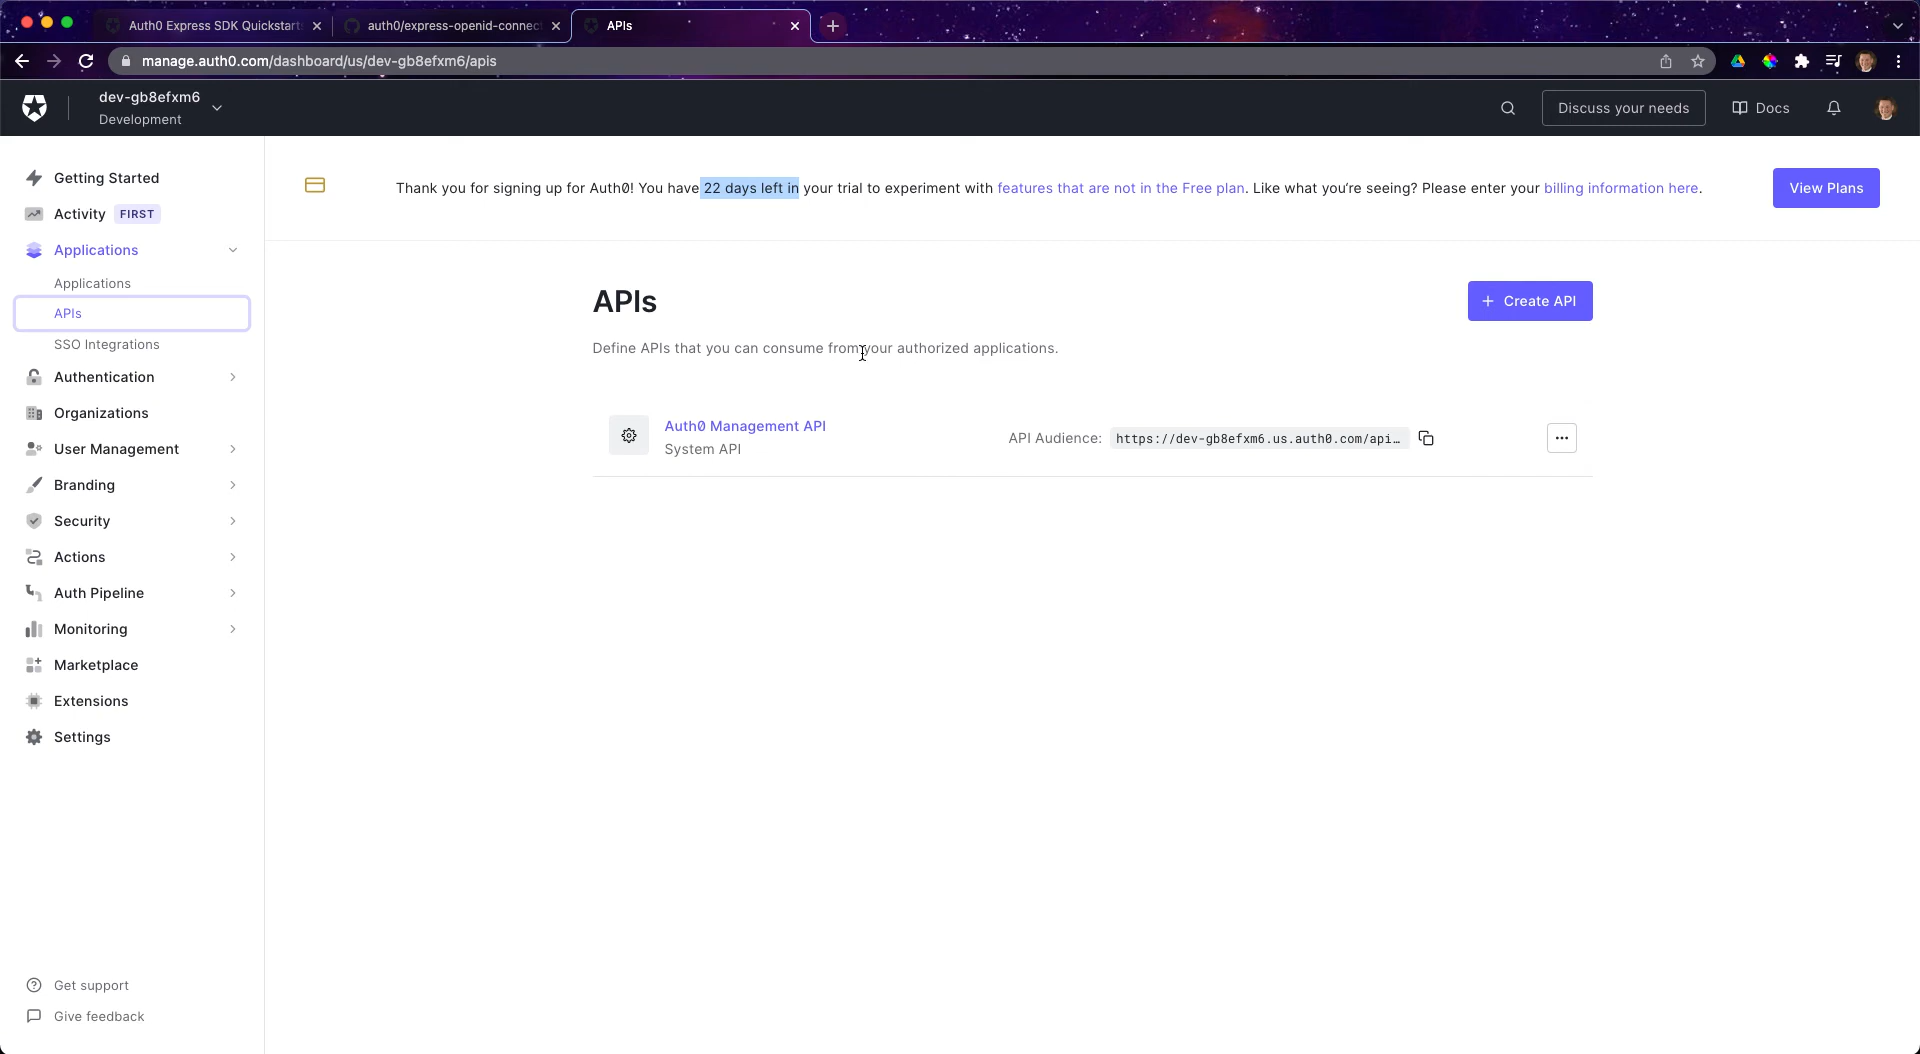 Auth0 Express SDK Quickstarts
auth0/express-openid-connect
APIs
manage.auth0.com/dashboard/us/dev-gb8efxm6/apis
dev-gb8efxm6
Development
Discuss your needs
Docs
Getting Started
Activity FIRST
Applications
Applications
APIs
SSO Integrations
Authentication
Organizations
User Management
Branding
Security
Actions
Auth Pipeline
Monitoring
Marketplace
Extensions
Settings
Get support
Give feedback
Thank you for signing up for Auth0! You have 22 days left in your trial to experiment with features that are not in the Free plan. Like what you’re seeing? Please enter your billing information here.
View Plans
APIs
+ Create API
Define APIs that you can consume from your authorized applications.
Auth0 Management API
System API
API Audience: https://dev-gb8efxm6.us.auth0.com/api…